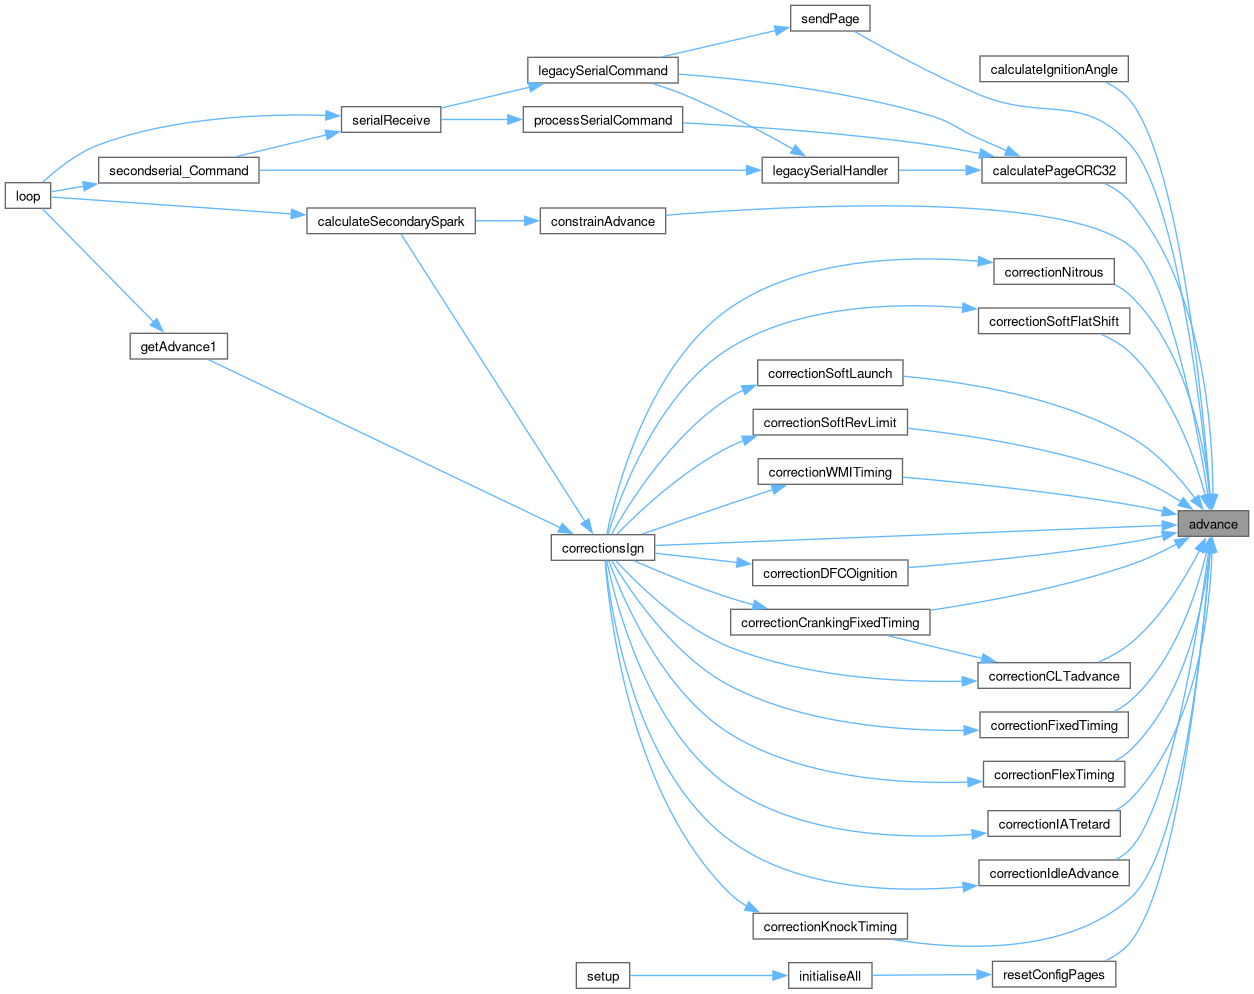 sendPage
calculateIgnitionAngle
legacySerialCommand
serialReceive
processSerialCommand
secondserial_Command
legacySerialHandler
calculatePageCRC32
loop
calculateSecondarySpark
constrainAdvance
correctionNitrous
correctionSoftFlatShift
getAdvance1
correctionSoftLaunch
correctionSoftRevLimit
correctionWMITiming
advance
correctionsIgn
correctionDFCOignition
correctionCrankingFixedTiming
correctionCLTadvance
correctionFixedTiming
correctionFlexTiming
correctionIATretard
correctionIdleAdvance
correctionKnockTiming
setup
initialiseAll
resetConfigPages